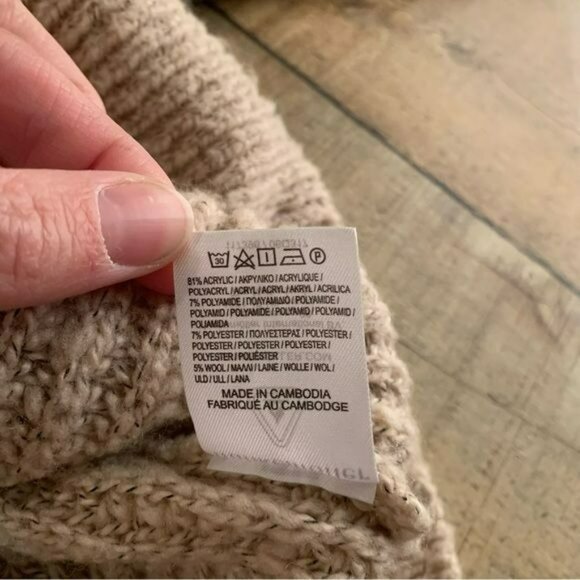 30 P
81% ACRYLIC / ΑΚΡΥΛΙΚΟ / ACRYLIQUE /
POLYACRYL / ACRYL / ACRYL / AKRYL / ACRILICA
7% POLYAMIDE / ΠΟΛΥΑΜΙΔΙΟ / POLYAMIDE /
POLYAMID / POLYAMIDE / POLYAMID / POLYAMID /
POLIAMIDA
7% POLYESTER / ΠΟΛΥΕΣΤΕΡΑΣ / POLYESTER /
POLYESTER / POLYESTER / POLYESTER /
POLYESTER / POLIÉSTER
5% WOOL / ΜΑΛΛΙ / LAINE / WOLLE / WOL /
ULD / ULL / LANA
MADE IN CAMBODIA
FABRIQUÉ AU CAMBODGE